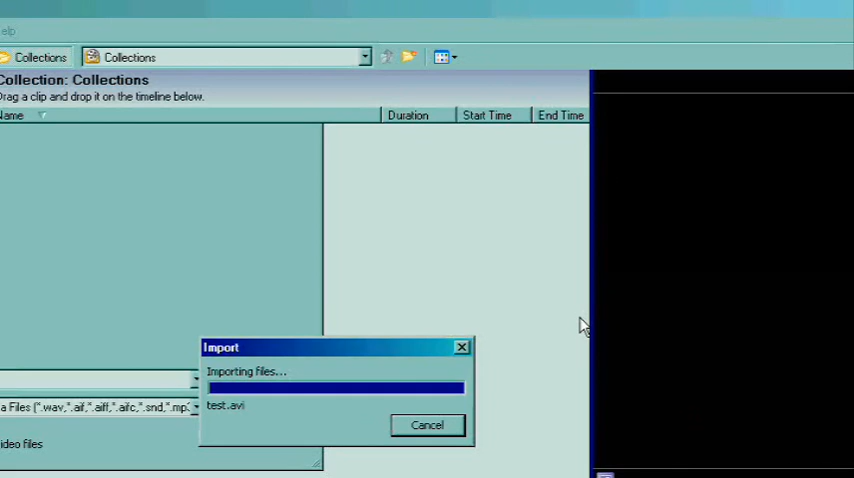 elp
Collections Collections
Collection: Collections
Drag a clip and drop it on the timeline below.
Name Duration Start Time End Time
Import
Importing files...
test.avi
a Files (*.wav,*.aif,*.aiff,*.aifc,*.snd,*.mp3
Cancel
ideo files